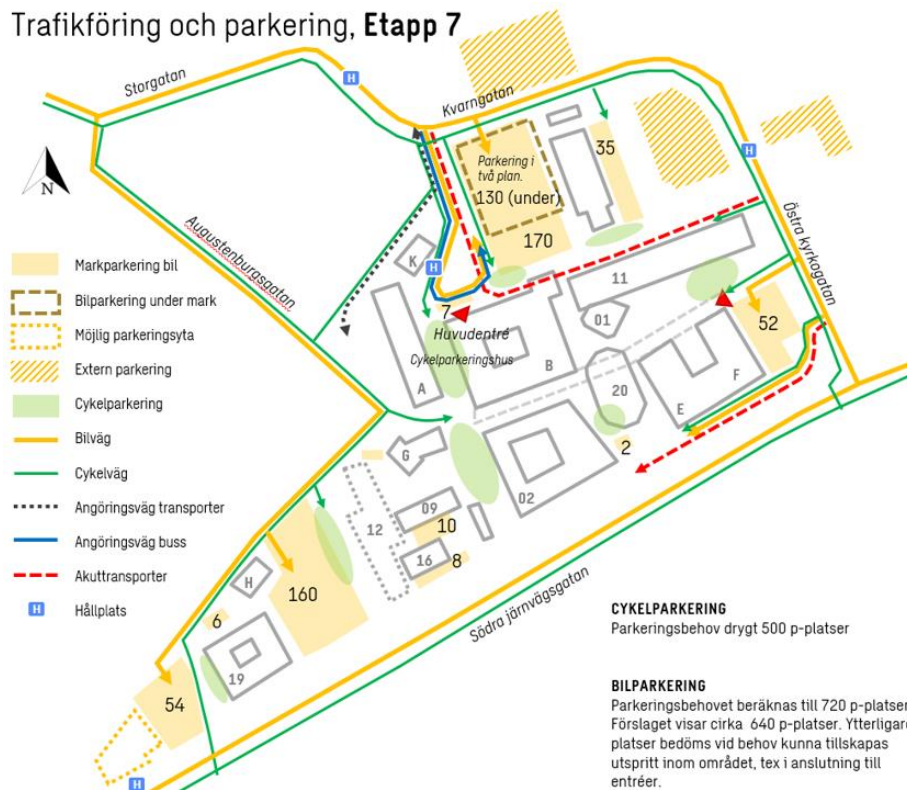 Trafikföring och parkering, Etapp 7
Storgatan
H
Kvarngatan
H
Östra kyrkogatan
Augustenburgsgatan
N
Parkering i
två plan.
130 (under)
170
35
K
H
7
Huvudentré
Cykelparkeringshus
A
B
11
01
20
52
E
F
2
02
G
12
09
10
16
8
H
160
6
19
54
H
Södra järnvägsgatan
Markparkering bil
Bilparkering under mark
Möjlig parkeringsyta
Extern parkering
Cykelparkering
Bilväg
Cykelväg
Angöringsväg transporter
Angöringsväg buss
Akuttransporter
H Hållplats
CYKELPARKERING
Parkeringsbehov drygt 500 p-platser
BILPARKERING
Parkeringsbehovet beräknas till 720 p-platser
Förslaget visar cirka 640 p-platser. Ytterligare
platser bedöms vid behov kunna tillskapas
utspritt inom området, tex i anslutning till
entréer.